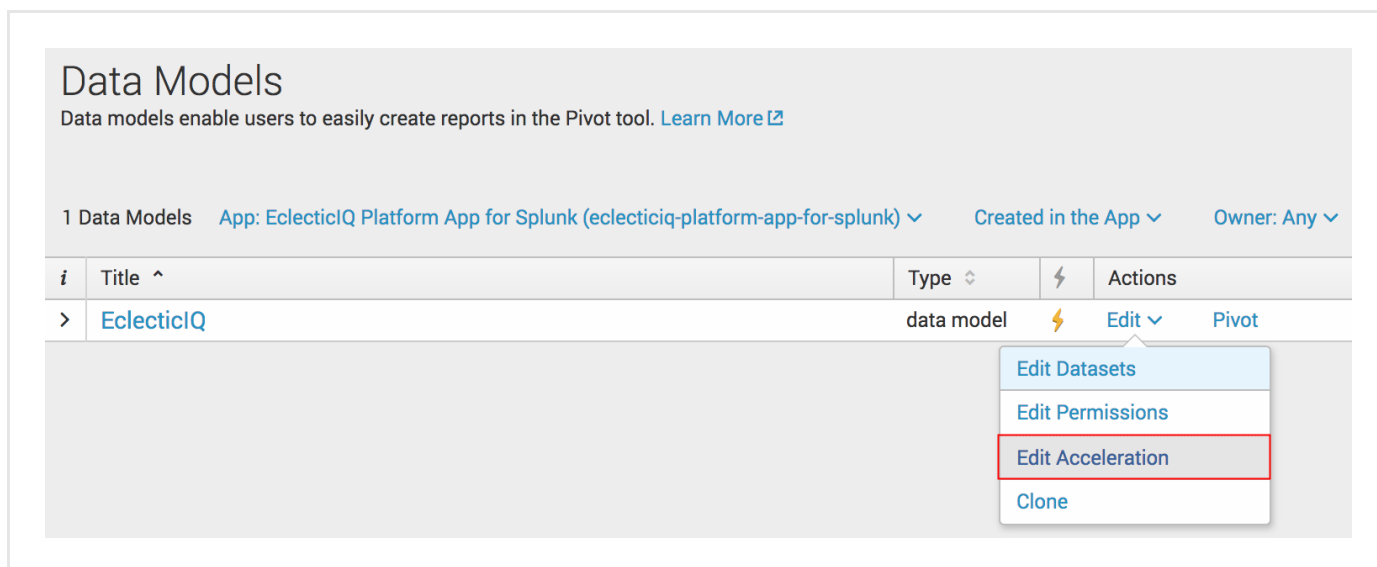 Data Models
Data models enable users to easily create reports in the Pivot tool. Learn More
1 Data Models App: EclecticIQ Platform App for Splunk (eclecticiq-platform-app-for-splunk) Created in the App Owner: Any
i Title Type Actions
EclecticIQ data model Edit Pivot
Edit Datasets
Edit Permissions
Edit Acceleration
Clone